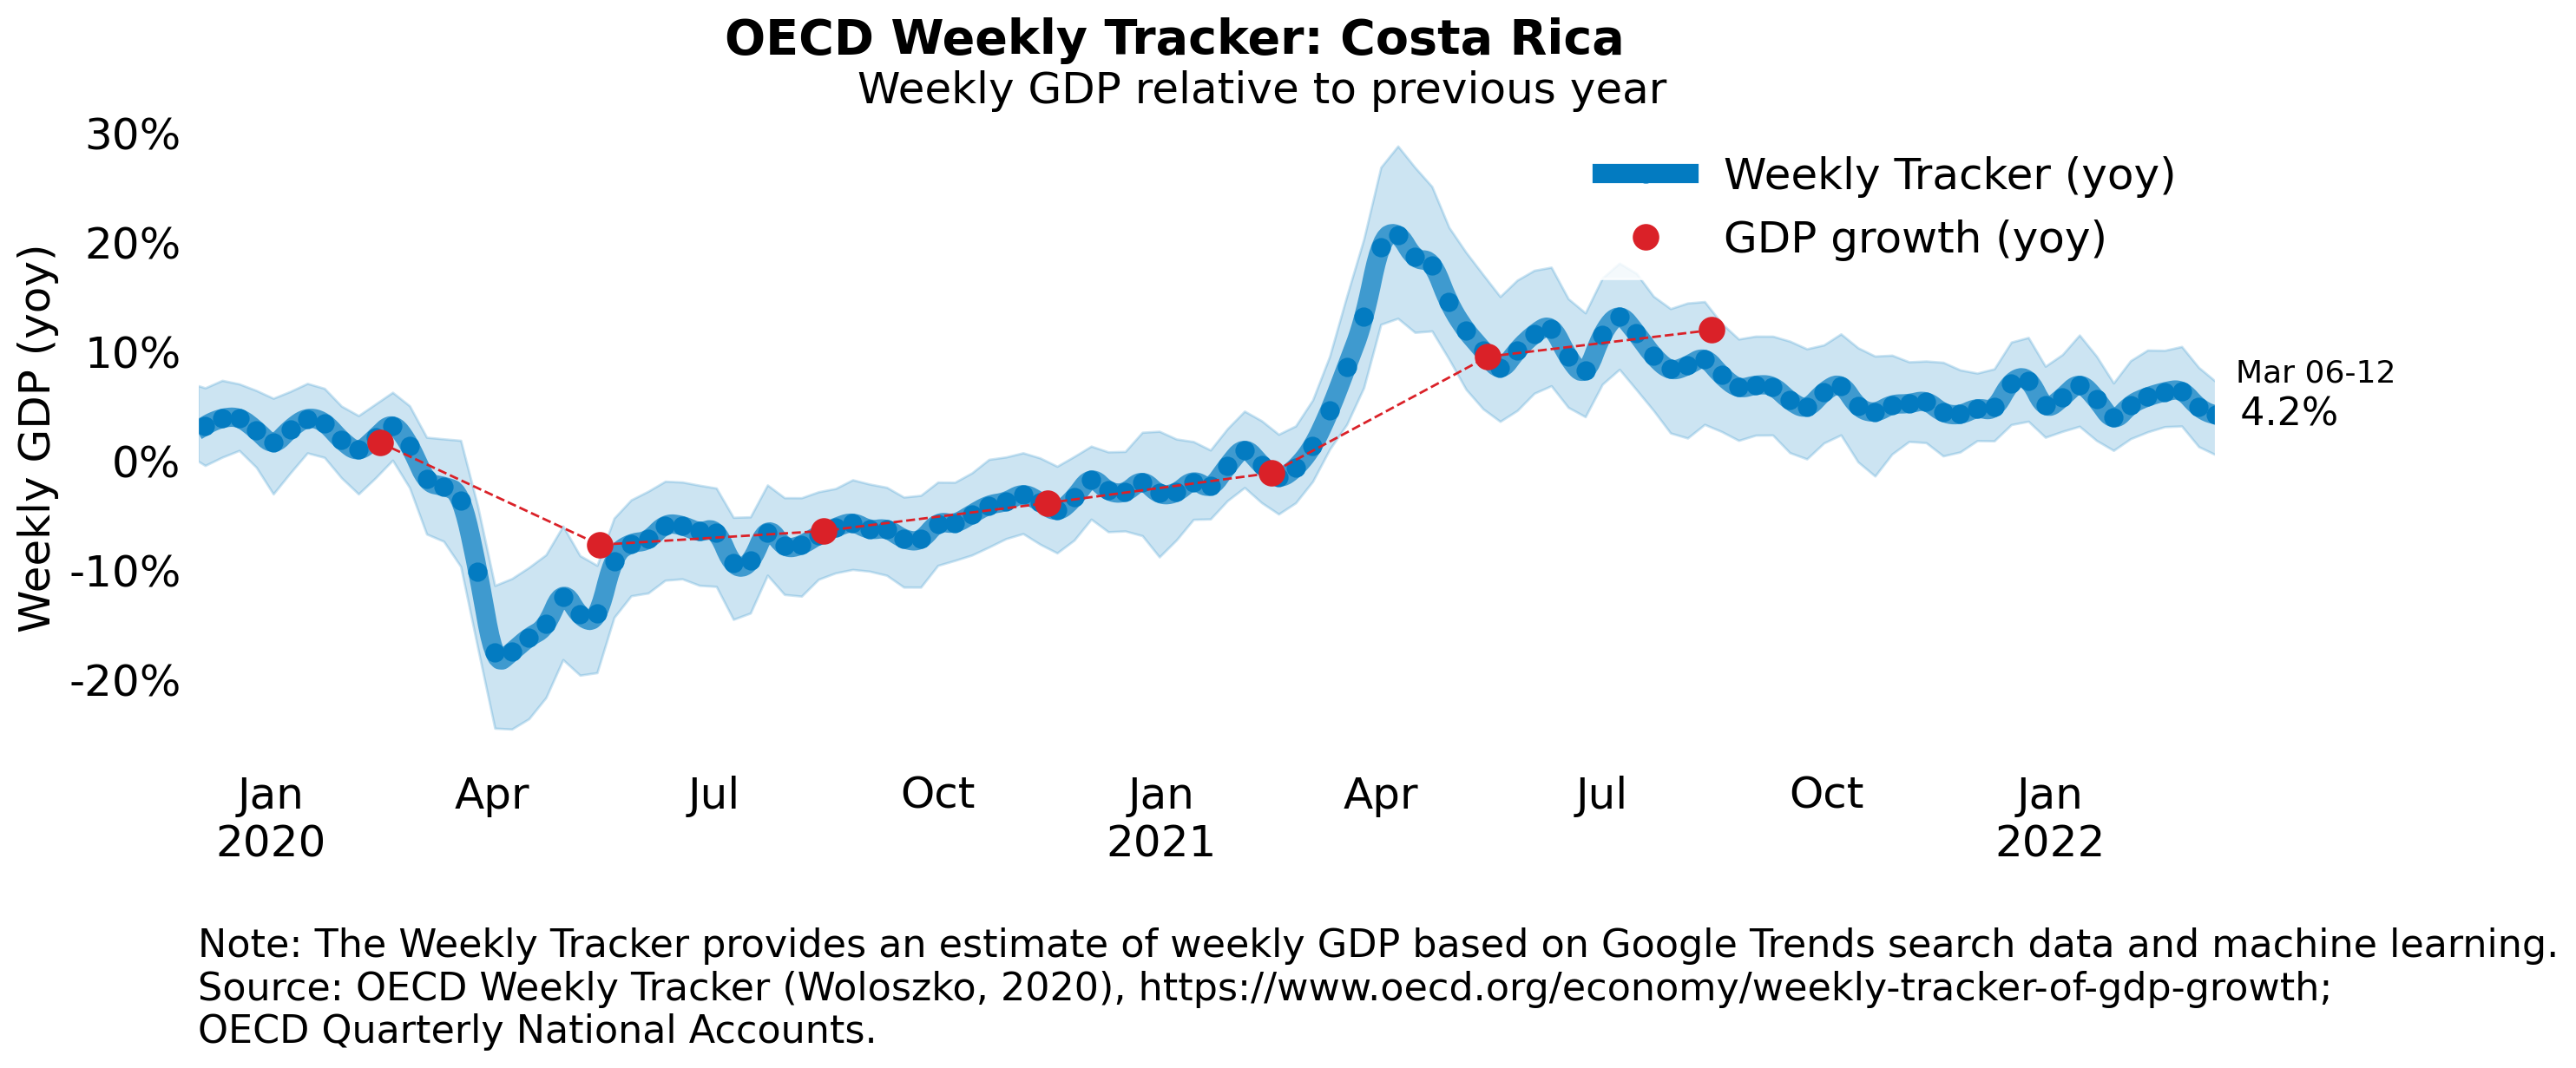 OECD Weekly Tracker: Costa Rica
Weekly GDP relative to previous year
Weekly GDP (yoy)
30%
20%
10%
0%
-10%
-20%
Weekly Tracker (yoy)
GDP growth (yoy)
Mar 06-12
4.2%
Jan Apr Jul Oct Jan Apr Jul Oct Jan
2020 2021 2022
Note: The Weekly Tracker provides an estimate of weekly GDP based on Google Trends search data and machine learning.
Source: OECD Weekly Tracker (Woloszko, 2020), https://www.oecd.org/economy/weekly-tracker-of-gdp-growth;
OECD Quarterly National Accounts.